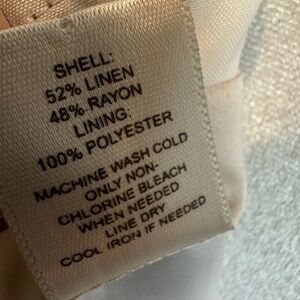 SHELL:
52% LINEN
48% RAYON
LINING:
100% POLYESTER
MACHINE WASH COLD
ONLY NON-
CHLORINE BLEACH
WHEN NEEDED
LINE DRY
COOL IRON IF NEEDED